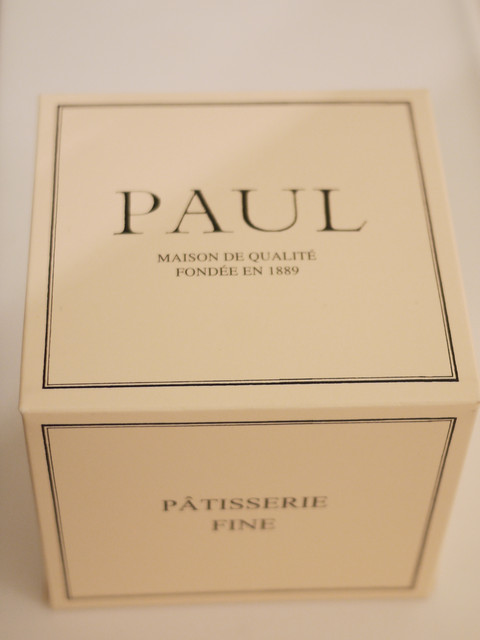 PAUL
MAISON DE QUALITÉ
FONDÉE EN 1889
PÂTISSERIE
FINE